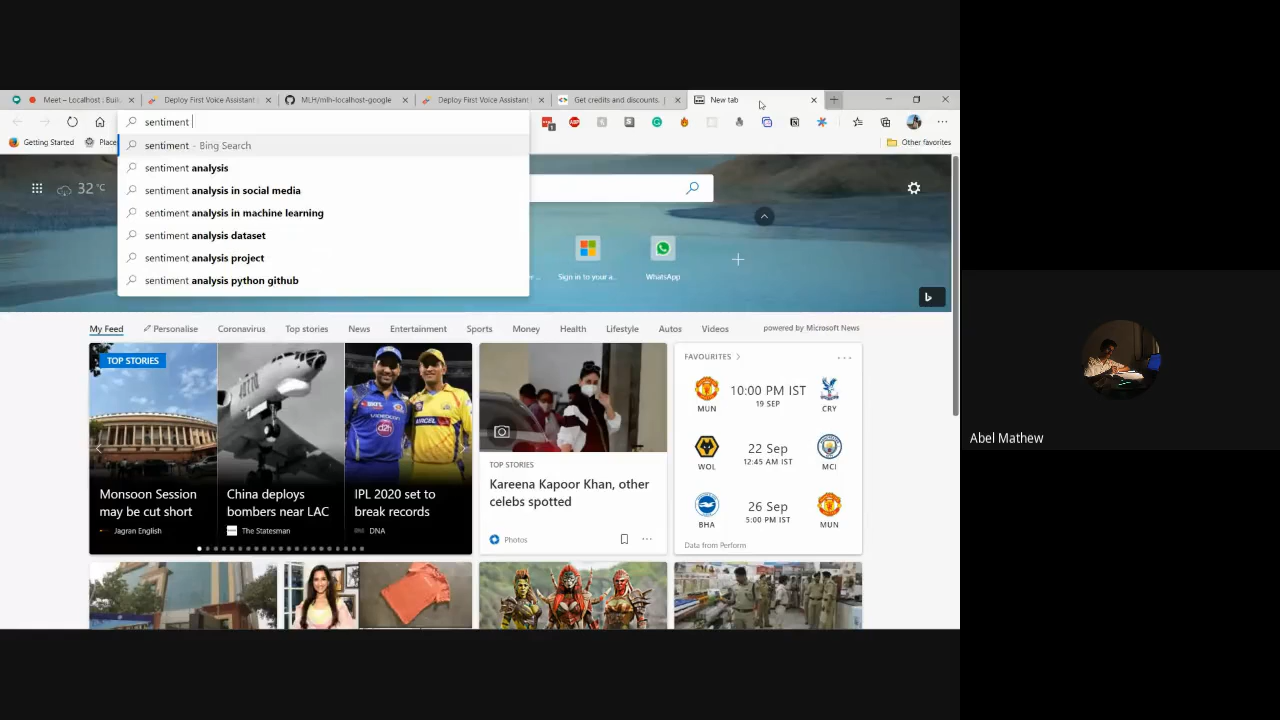 Meet – Localhost : Buil
Deploy First Voice Assistant
MLH/mlh-localhost-google
Deploy First Voice Assistant
Get credits and discounts. |
New tab
sentiment
1
ABP
Getting Started
Place
Other favorites
sentiment - Bing Search
sentiment analysis
sentiment analysis in social media
sentiment analysis in machine learning
sentiment analysis dataset
sentiment analysis project
sentiment analysis python github
32 °C
Sign in to your a...
WhatsApp
My Feed
Personalise
Coronavirus
Top stories
News
Entertainment
Sports
Money
Health
Lifestyle
Autos
Videos
powered by Microsoft News
TOP STORIES
Monsoon Session
may be cut short
Jagran English
China deploys
bombers near LAC
The Statesman
IPL 2020 set to
break records
DNA
TOP STORIES
Kareena Kapoor Khan, other
celebs spotted
Photos
FAVOURITES
MUN
10:00 PM IST
19 SEP
CRY
WOL
22 Sep
12:45 AM IST
MCI
BHA
26 Sep
5:00 PM IST
MUN
Data from Perform
Abel Mathew